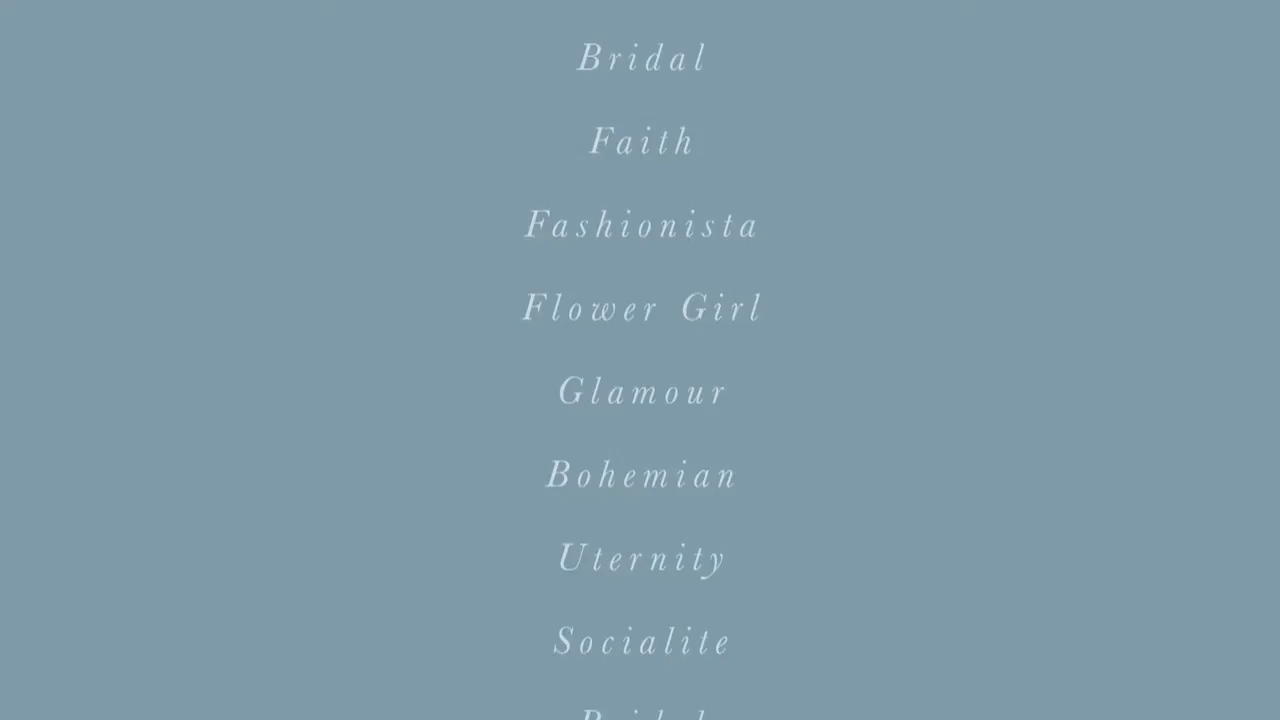 Bridal
Faith
Fashionista
Flower Girl
Glamour
Bohemian
Uternity
Socialite